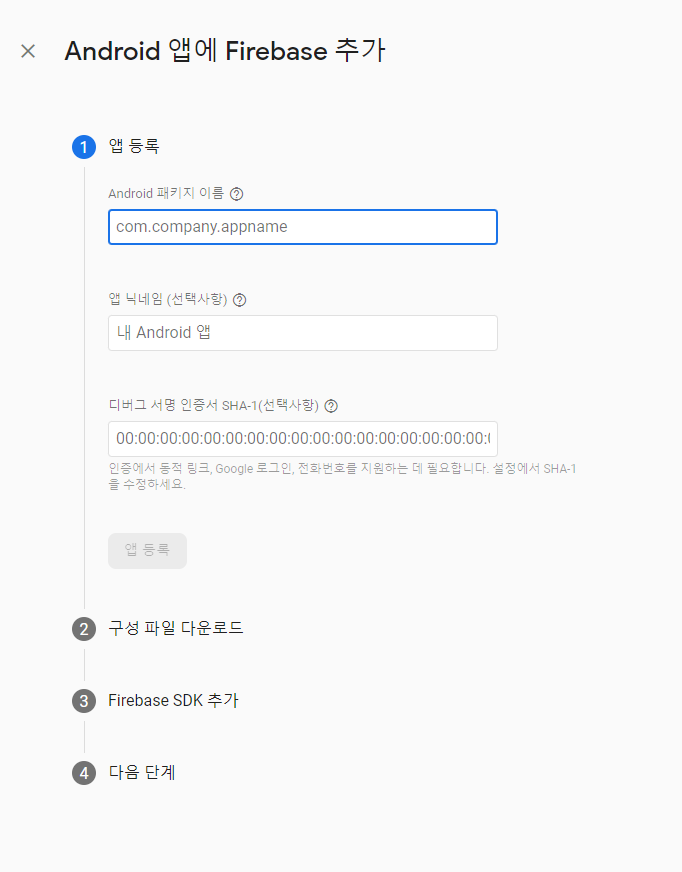 Android 앱에 Firebase 추가
1 앱 등록
Android 패키지 이름
com.company.appname
앱 닉네임 (선택사항)
내 Android 앱
디버그 서명 인증서 SHA-1(선택사항)
00:00:00:00:00:00:00:00:00:00:00:00:00:00:00:00:00:
인증에서 동적 링크, Google 로그인, 전화번호를 지원하는 데 필요합니다. 설정에서 SHA-1
을 수정하세요.
앱 등록
2 구성 파일 다운로드
3 Firebase SDK 추가
4 다음 단계